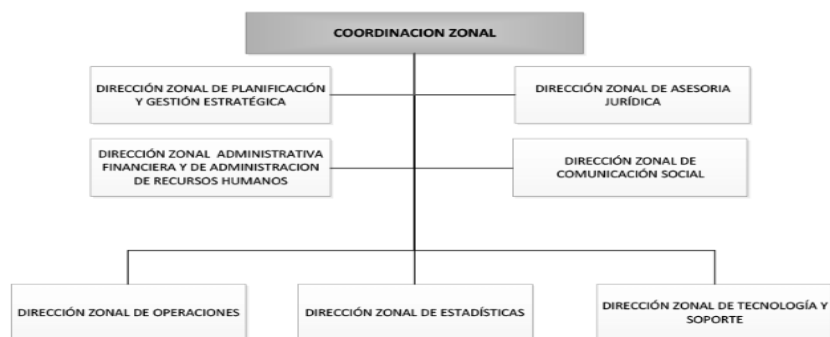 COORDINACION ZONAL
DIRECCIÓN ZONAL DE PLANIFICACIÓN
Y GESTIÓN ESTRATÉGICA
DIRECCIÓN ZONAL DE ASESORIA
JURÍDICA
DIRECCIÓN ZONAL ADMINISTRATIVA
FINANCIERA Y DE ADMINISTRACION
DE RECURSOS HUMANOS
DIRECCIÓN ZONAL DE
COMUNICACIÓN SOCIAL
DIRECCIÓN ZONAL DE OPERACIONES
DIRECCIÓN ZONAL DE ESTADÍSTICAS
DIRECCIÓN ZONAL DE TECNOLOGÍA Y
SOPORTE